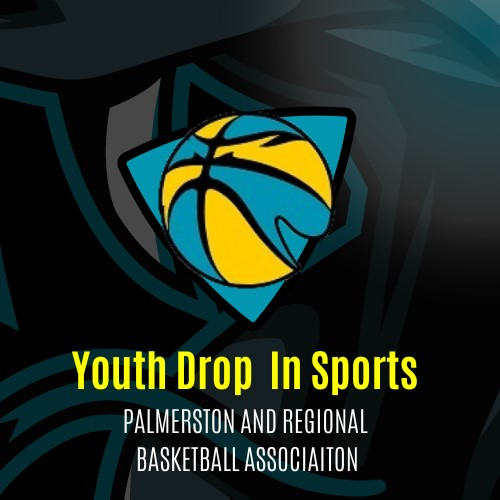 Youth Drop In Sports
PALMERSTON AND REGIONAL
BASKETBALL ASSOCIAITON